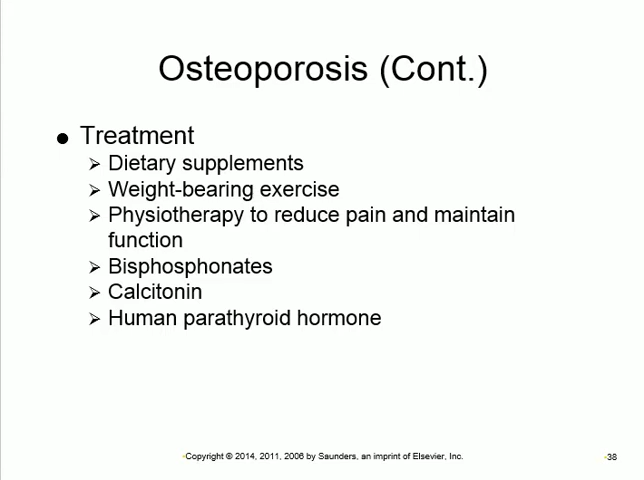 Osteoporosis (Cont.)
● Treatment
➢ Dietary supplements
➢ Weight-bearing exercise
➢ Physiotherapy to reduce pain and maintain
function
➢ Bisphosphonates
➢ Calcitonin
➢ Human parathyroid hormone
Copyright © 2014, 2011, 2006 by Saunders, an imprint of Elsevier, Inc.
38